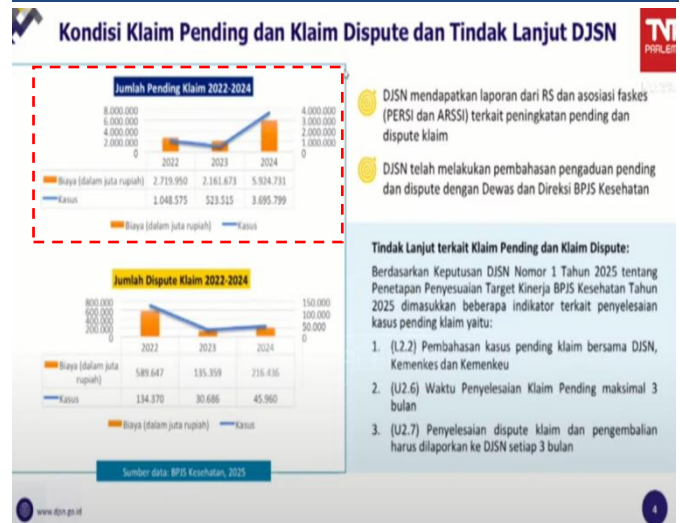 Kondisi Klaim Pending dan Klaim Dispute dan Tindak Lanjut DJSN
PARLEM
Jumlah Pending Klaim 2022-2024
8.000.000
6.000.000
4.000.000
2.000.000
0
4.000.000
3.000.000
2.000.000
1.000.000
0
2022 2023 2024
Biaya (dalam juta rupiah) 2.719.950 2.161.673 5.924.731
Kasus 1.048.575 523.515 3.695.799
Biaya (dalam juta rupiah) Kasus
Jumlah Dispute Klaim 2022-2024
800.000
600.000
400.000
200.000
0
150.000
100.000
50.000
0
2022 2023 2024
Biaya (dalam juta
rupiah) 589.647 135.359 216.436
Kasus 134.370 30.686 45.960
Biaya (dalam juta rupiah) Kasus
Sumber data: BPJS Kesehatan, 2025
DJSN mendapatkan laporan dari RS dan asosiasi faskes
(PERSI dan ARSSI) terkait peningkatan pending dan
dispute klaim
DJSN telah melakukan pembahasan pengaduan pending
dan dispute dengan Dewas dan Direksi BPJS Kesehatan
Tindak Lanjut terkait Klaim Pending dan Klaim Dispute:
Berdasarkan Keputusan DJSN Nomor 1 Tahun 2025 tentang
Penetapan Penyesuaian Target Kinerja BPJS Kesehatan Tahun
2025 dimasukkan beberapa indikator terkait penyelesaian
kasus pending klaim yaitu:
1. (L2.2) Pembahasan kasus pending klaim bersama DJSN,
Kemenkes dan Kemenkeu
2. (U2.6) Waktu Penyelesaian Klaim Pending maksimal 3
bulan
3. (U2.7) Penyelesaian dispute klaim dan pengembalian
harus dilaporkan ke DJSN setiap 3 bulan
www.djsn.go.id
4